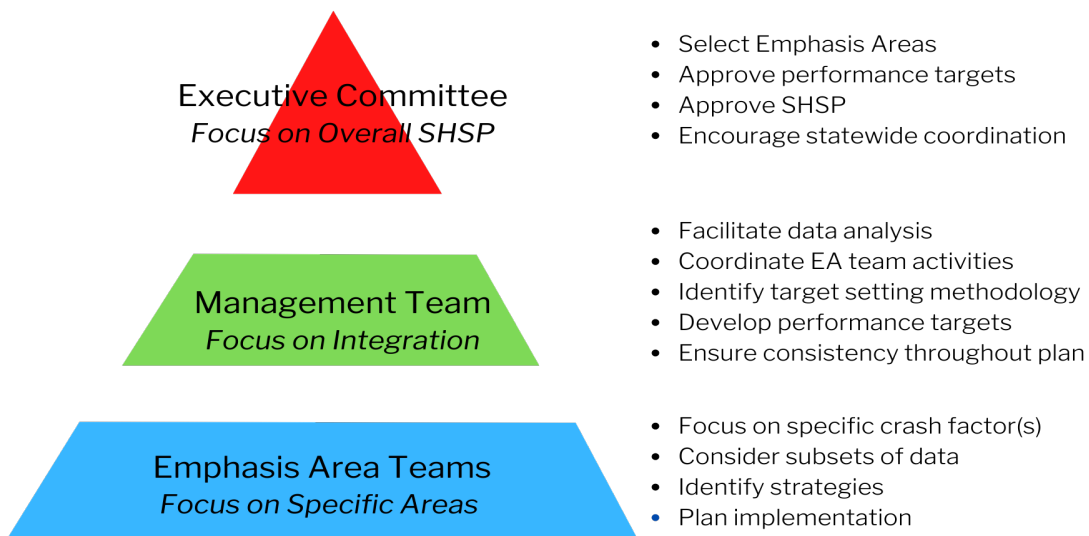 Executive Committee
Focus on Overall SHSP
• Select Emphasis Areas
• Approve performance targets
• Approve SHSP
• Encourage statewide coordination
Management Team
Focus on Integration
• Facilitate data analysis
• Coordinate EA team activities
• Identify target setting methodology
• Develop performance targets
• Ensure consistency throughout plan
Emphasis Area Teams
Focus on Specific Areas
• Focus on specific crash factor(s)
• Consider subsets of data
• Identify strategies
• Plan implementation